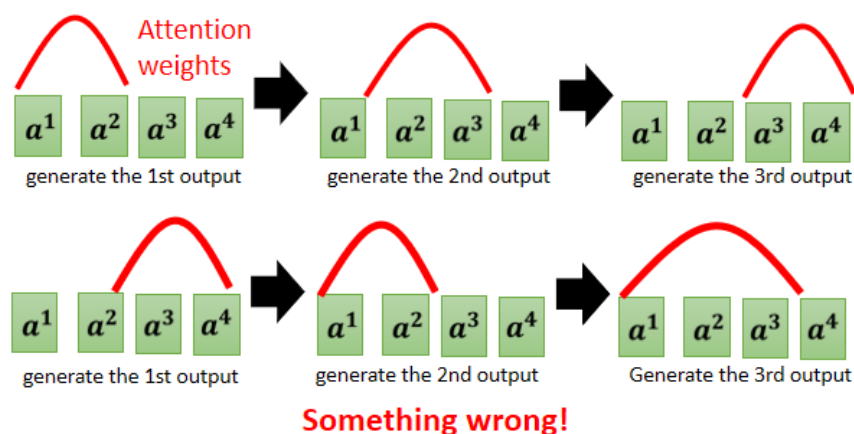 Attention
weights
a¹ a² a³ a⁴ a¹ a² a³ a⁴ a¹ a² a³ a⁴
generate the 1st output generate the 2nd output Generate the 3rd output
a¹ a² a³ a⁴ a¹ a² a³ a⁴ a¹ a² a³ a⁴
generate the 1st output generate the 2nd output Generate the 3rd output
Something wrong!